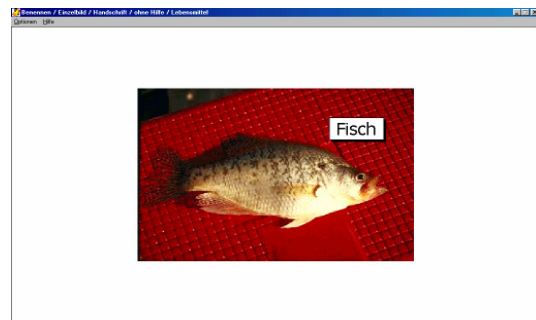 Benennen / Einzelbild / Handschrift / ohne Hilfe / Lebensmittel
Optionen Hilfe
Fisch